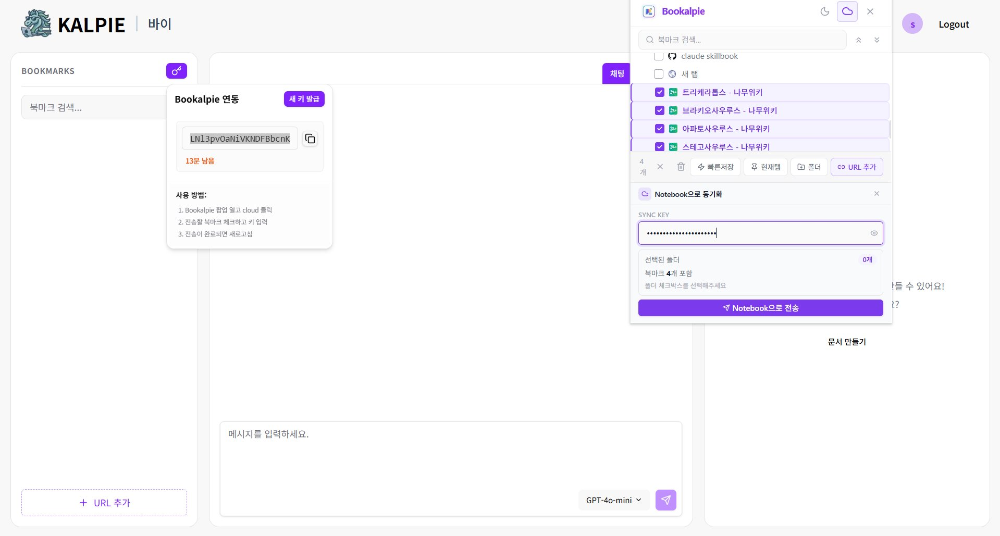 KALPIE
바이
BOOKMARKS
북마크 검색...
Bookalpie 연동
새 키 발급
LNl3pvOaNiVKNDFBbcnK
13분 남음
사용 방법:
1. Bookalpie 팝업 열고 cloud 클릭
2. 전송할 북마크 체크하고 키 입력
3. 전송이 완료되면 새로고침
+ URL 추가
채팅
메시지를 입력하세요.
GPT-4o-mini
Bookalpie
북마크 검색...
claude skillbook
새 탭
트리케라톱스 - 나무위키
브라키오사우루스 - 나무위키
아파토사우루스 - 나무위키
스테고사우루스 - 나무위키
4개
빠른저장
현재탭
폴더
URL 추가
Notebook으로 동기화
SYNC KEY
선택된 폴더
0개
북마크 4개 포함
폴더 체크박스를 선택해주세요
Notebook으로 전송
s
Logout
들 수 있어요!
?
문서 만들기